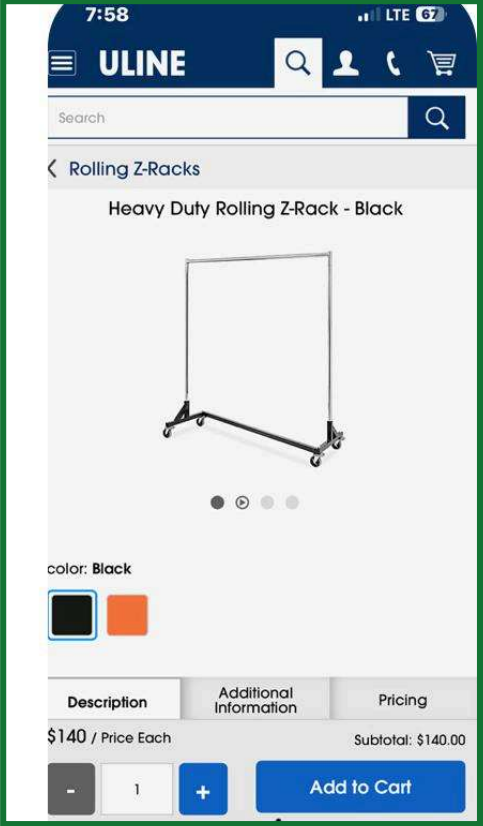 7:58 LTE 67
ULINE
Search
Rolling Z-Racks
Heavy Duty Rolling Z-Rack - Black
color: Black
Description Additional Information Pricing
$140 / Price Each Subtotal: $140.00
- 1 + Add to Cart